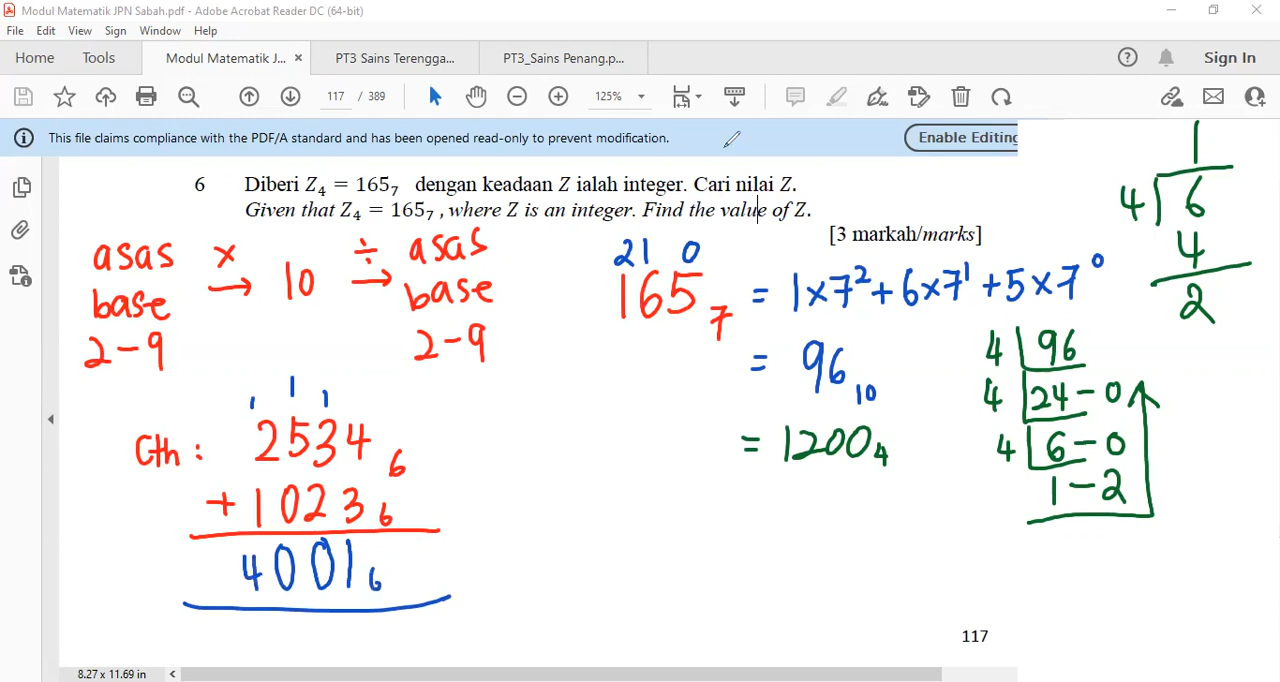 Modul Matematik JPN Sabah.pdf - Adobe Acrobat Reader DC (64-bit)
File Edit View Sign Window Help
Home Tools Modul Matematik J... × PT3 Sains Terengga... PT3_Sains Penang.p... Sign In
117 / 389 125%
This file claims compliance with the PDF/A standard and has been opened read-only to prevent modification. Enable Editing
6 Diberi Z₄ = 165₇ dengan keadaan Z ialah integer. Cari nilai Z.
Given that Z₄ = 165₇ , where Z is an integer. Find the value of Z.
[3 markah/marks]
asas × ÷ asas
base → 10 → base
2-9 2-9
Cth :
1 1 1
2534₆
+ 1023₆
4001₆
2 1 0
165₇ = 1×7² + 6×7¹ + 5×7⁰
= 96₁₀
= 1200₄
1
4 6
4
2
4 96
4 24 - 0
4 6 - 0
1 - 2
117
8.27 x 11.69 in